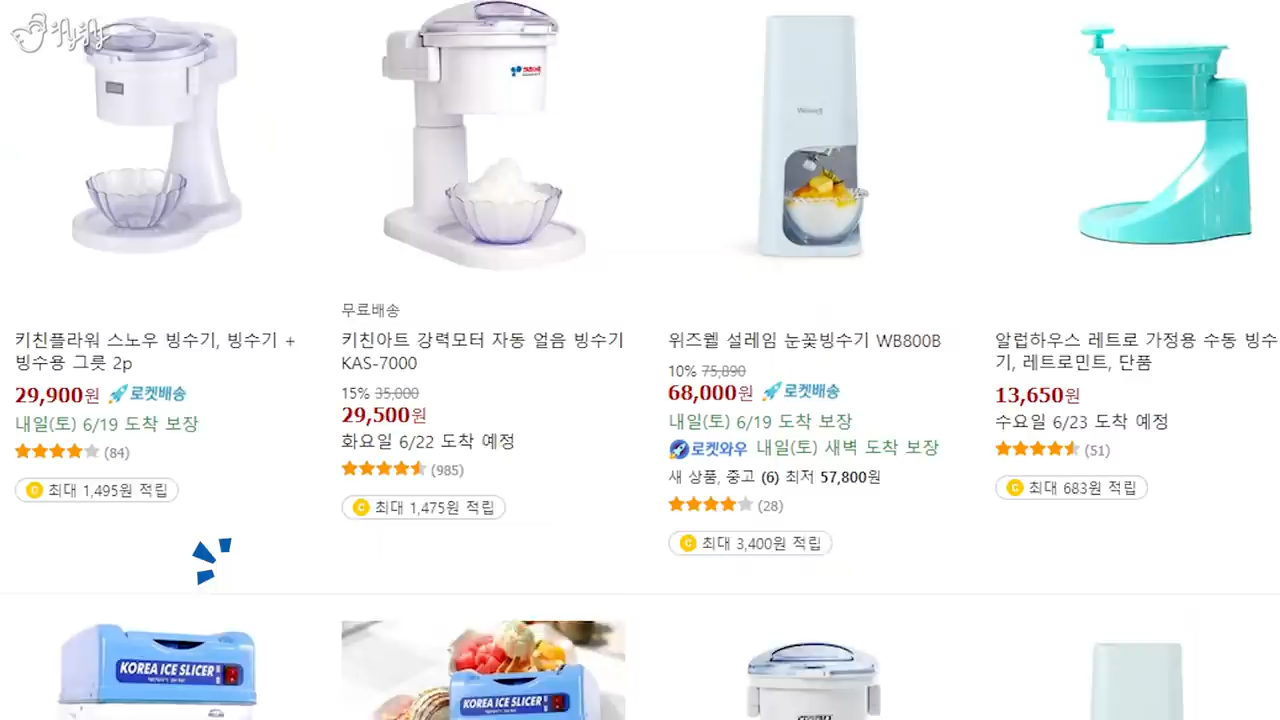 키친플라워 스노우 빙수기, 빙수기 +
빙수용 그릇 2p
29,900원 로켓배송
내일(토) 6/19 도착 보장
(84)
최대 1,495원 적립
무료배송
키친아트 강력모터 자동 얼음 빙수기
KAS-7000
15% 35,000
29,500원
화요일 6/22 도착 예정
(985)
최대 1,475원 적립
위즈웰 설레임 눈꽃빙수기 WB800B
10% 75,890
68,000원 로켓배송
내일(토) 6/19 도착 보장
로켓와우 내일(토) 새벽 도착 보장
새 상품, 중고 (6) 최저 57,800원
(28)
최대 3,400원 적립
알럽하우스 레트로 가정용 수동 빙수
기, 레트로민트, 단품
13,650원
수요일 6/23 도착 예정
(51)
최대 683원 적립
KOREA ICE SLICER
KOREA ICE SLICER